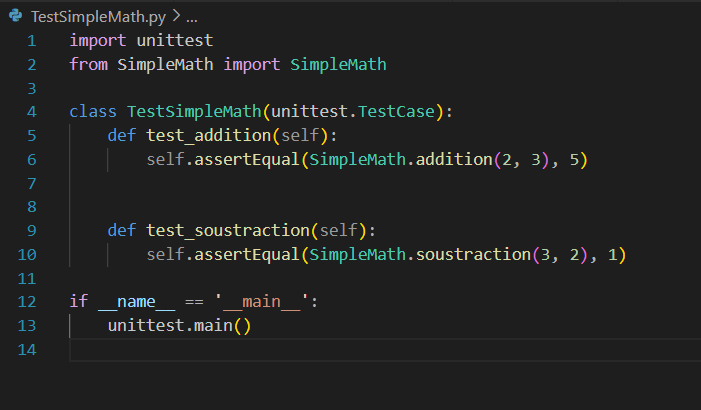 TestSimpleMath.py > ...
1 import unittest
2 from SimpleMath import SimpleMath
3
4 class TestSimpleMath(unittest.TestCase):
5     def test_addition(self):
6         self.assertEqual(SimpleMath.addition(2, 3), 5)
7
8
9     def test_soustraction(self):
10         self.assertEqual(SimpleMath.soustraction(3, 2), 1)
11
12 if __name__ == '__main__':
13     unittest.main()
14